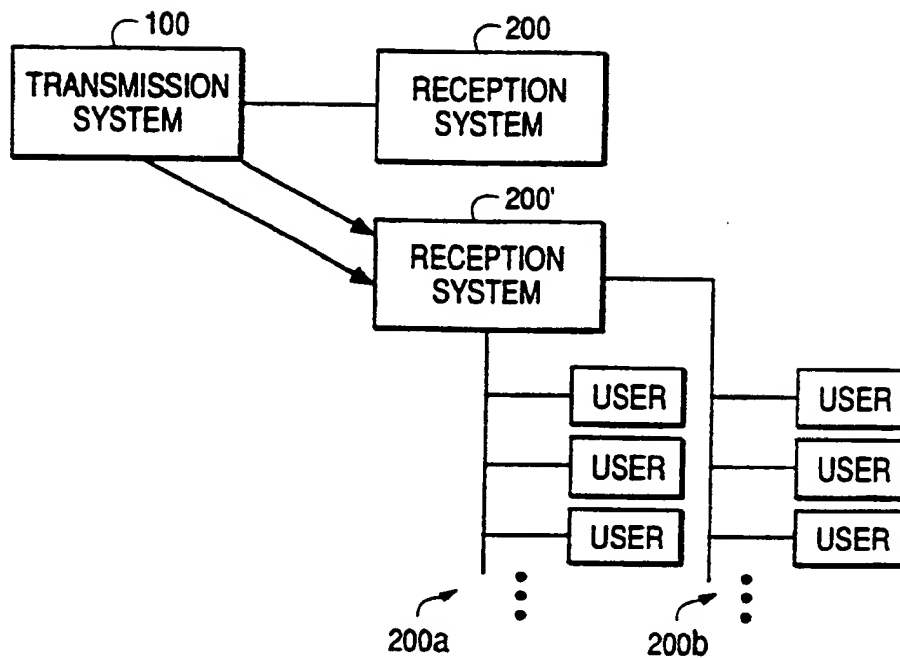 100
TRANSMISSION
SYSTEM
200
RECEPTION
SYSTEM
200'
RECEPTION
SYSTEM
USER
USER
USER
USER
USER
USER
200a
200b